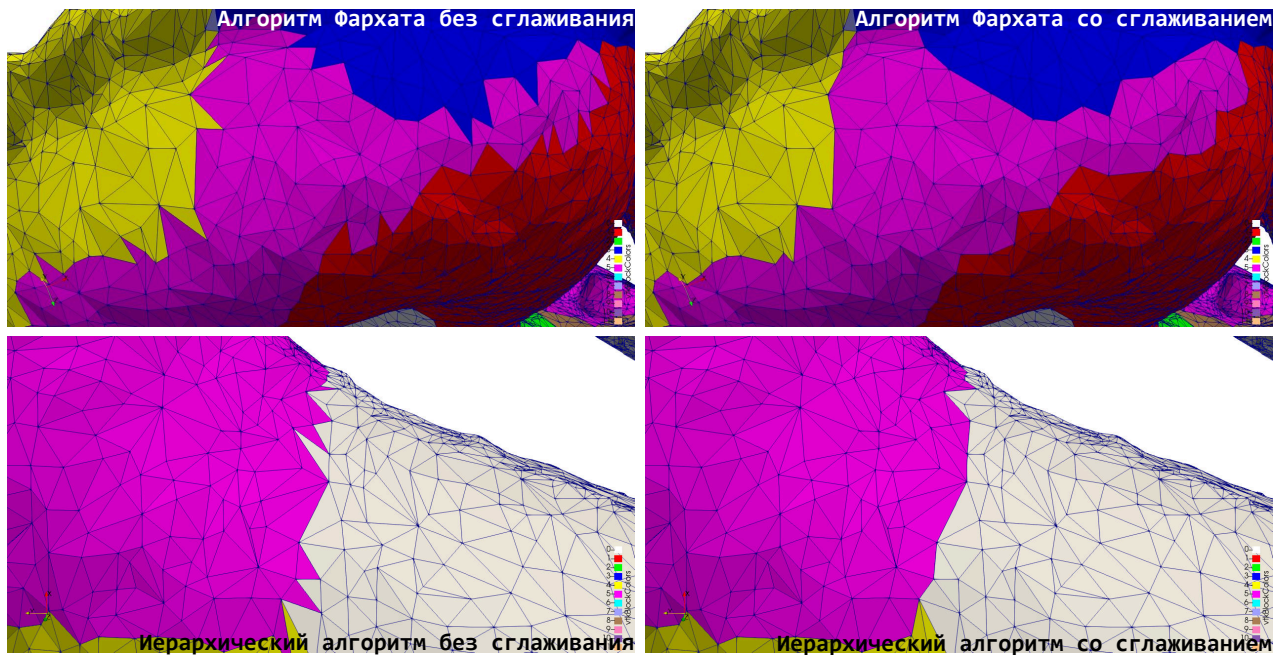 Алгоритм Фархата без сглаживания
Алгоритм Фархата со сглаживанием
Иерархический алгоритм без сглаживания
Иерархический алгоритм со сглаживанием